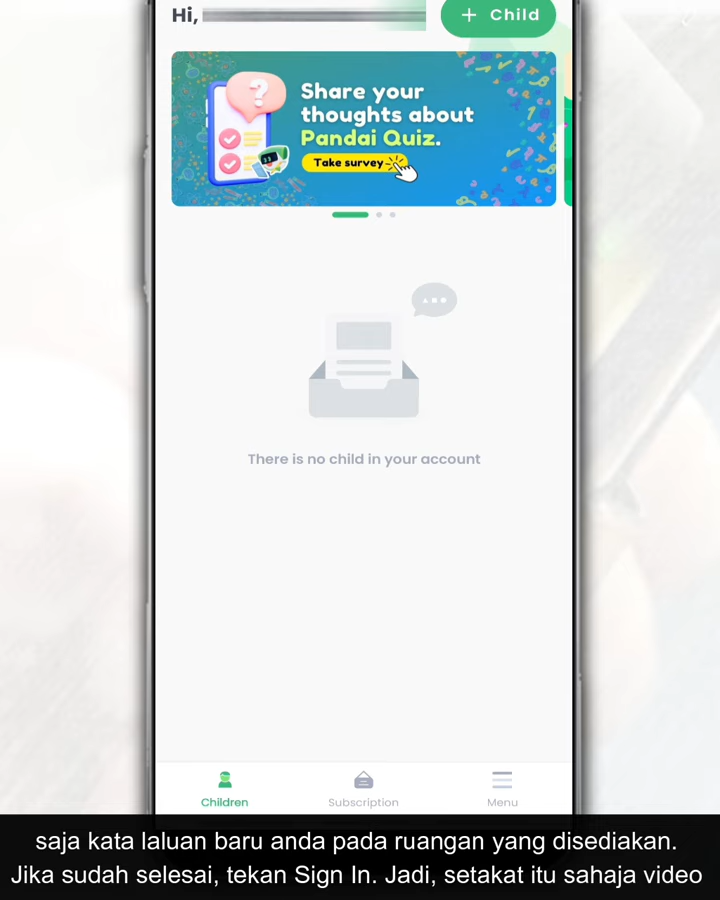 Hi,
+ Child
Share your
thoughts about
Pandai Quiz.
Take survey
There is no child in your account
Children
Subscription
Menu
saja kata laluan baru anda pada ruangan yang disediakan.
Jika sudah selesai, tekan Sign In. Jadi, setakat itu sahaja video